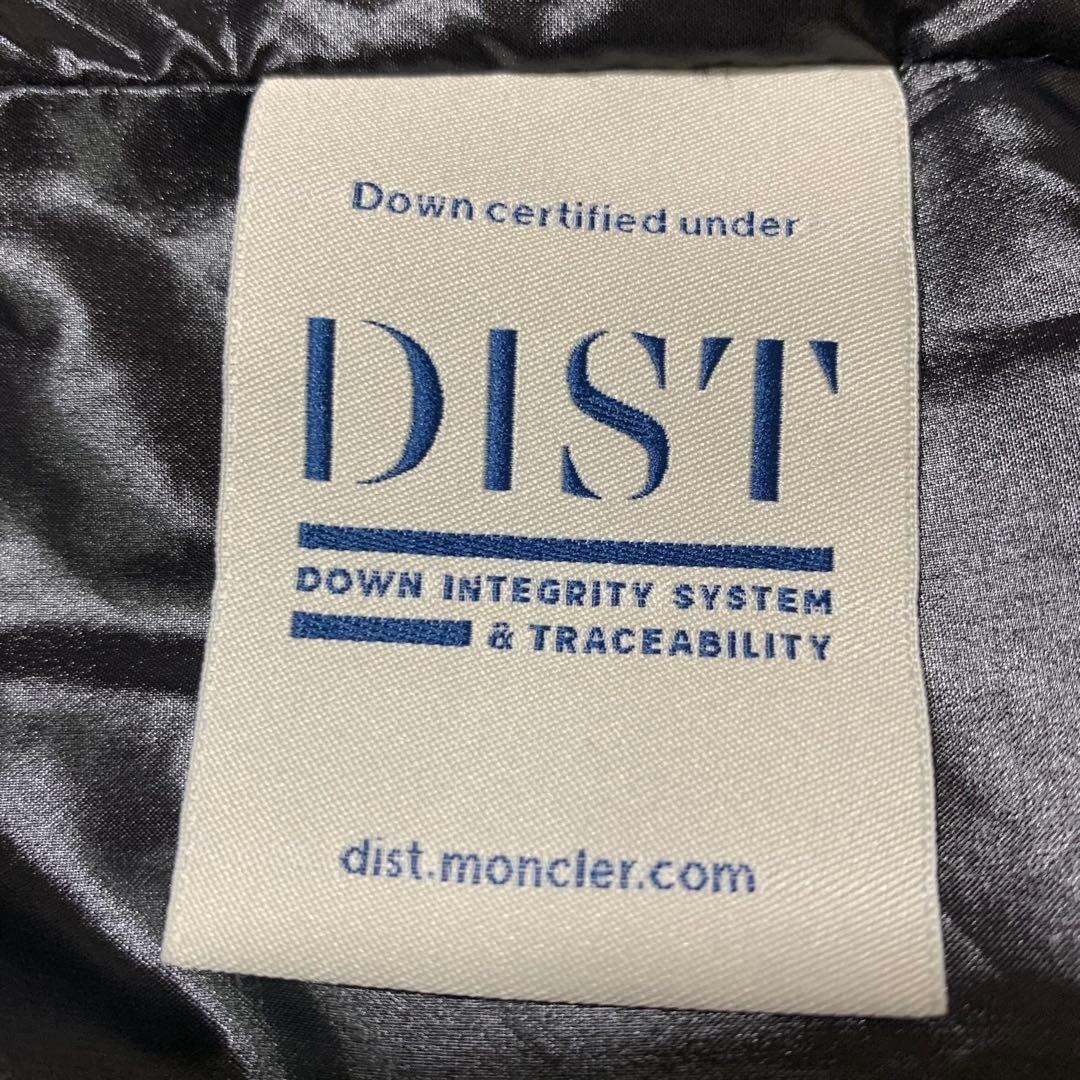 Down certified under
DIST
DOWN INTEGRITY SYSTEM
& TRACEABILITY
dist.moncler.com